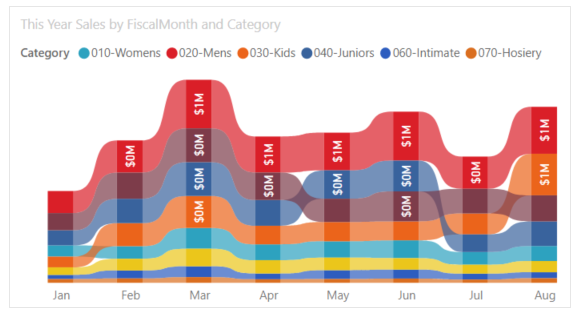 This Year Sales by FiscalMonth and Category
Category 010-Womens 020-Mens 030-Kids 040-Juniors 060-Intimate 070-Hosiery
$0M $1M $0M $0M $0M $1M $0M $1M $0M $0M $1M $0M $0M $0M $1M $1M
Jan Feb Mar Apr May Jun Jul Aug